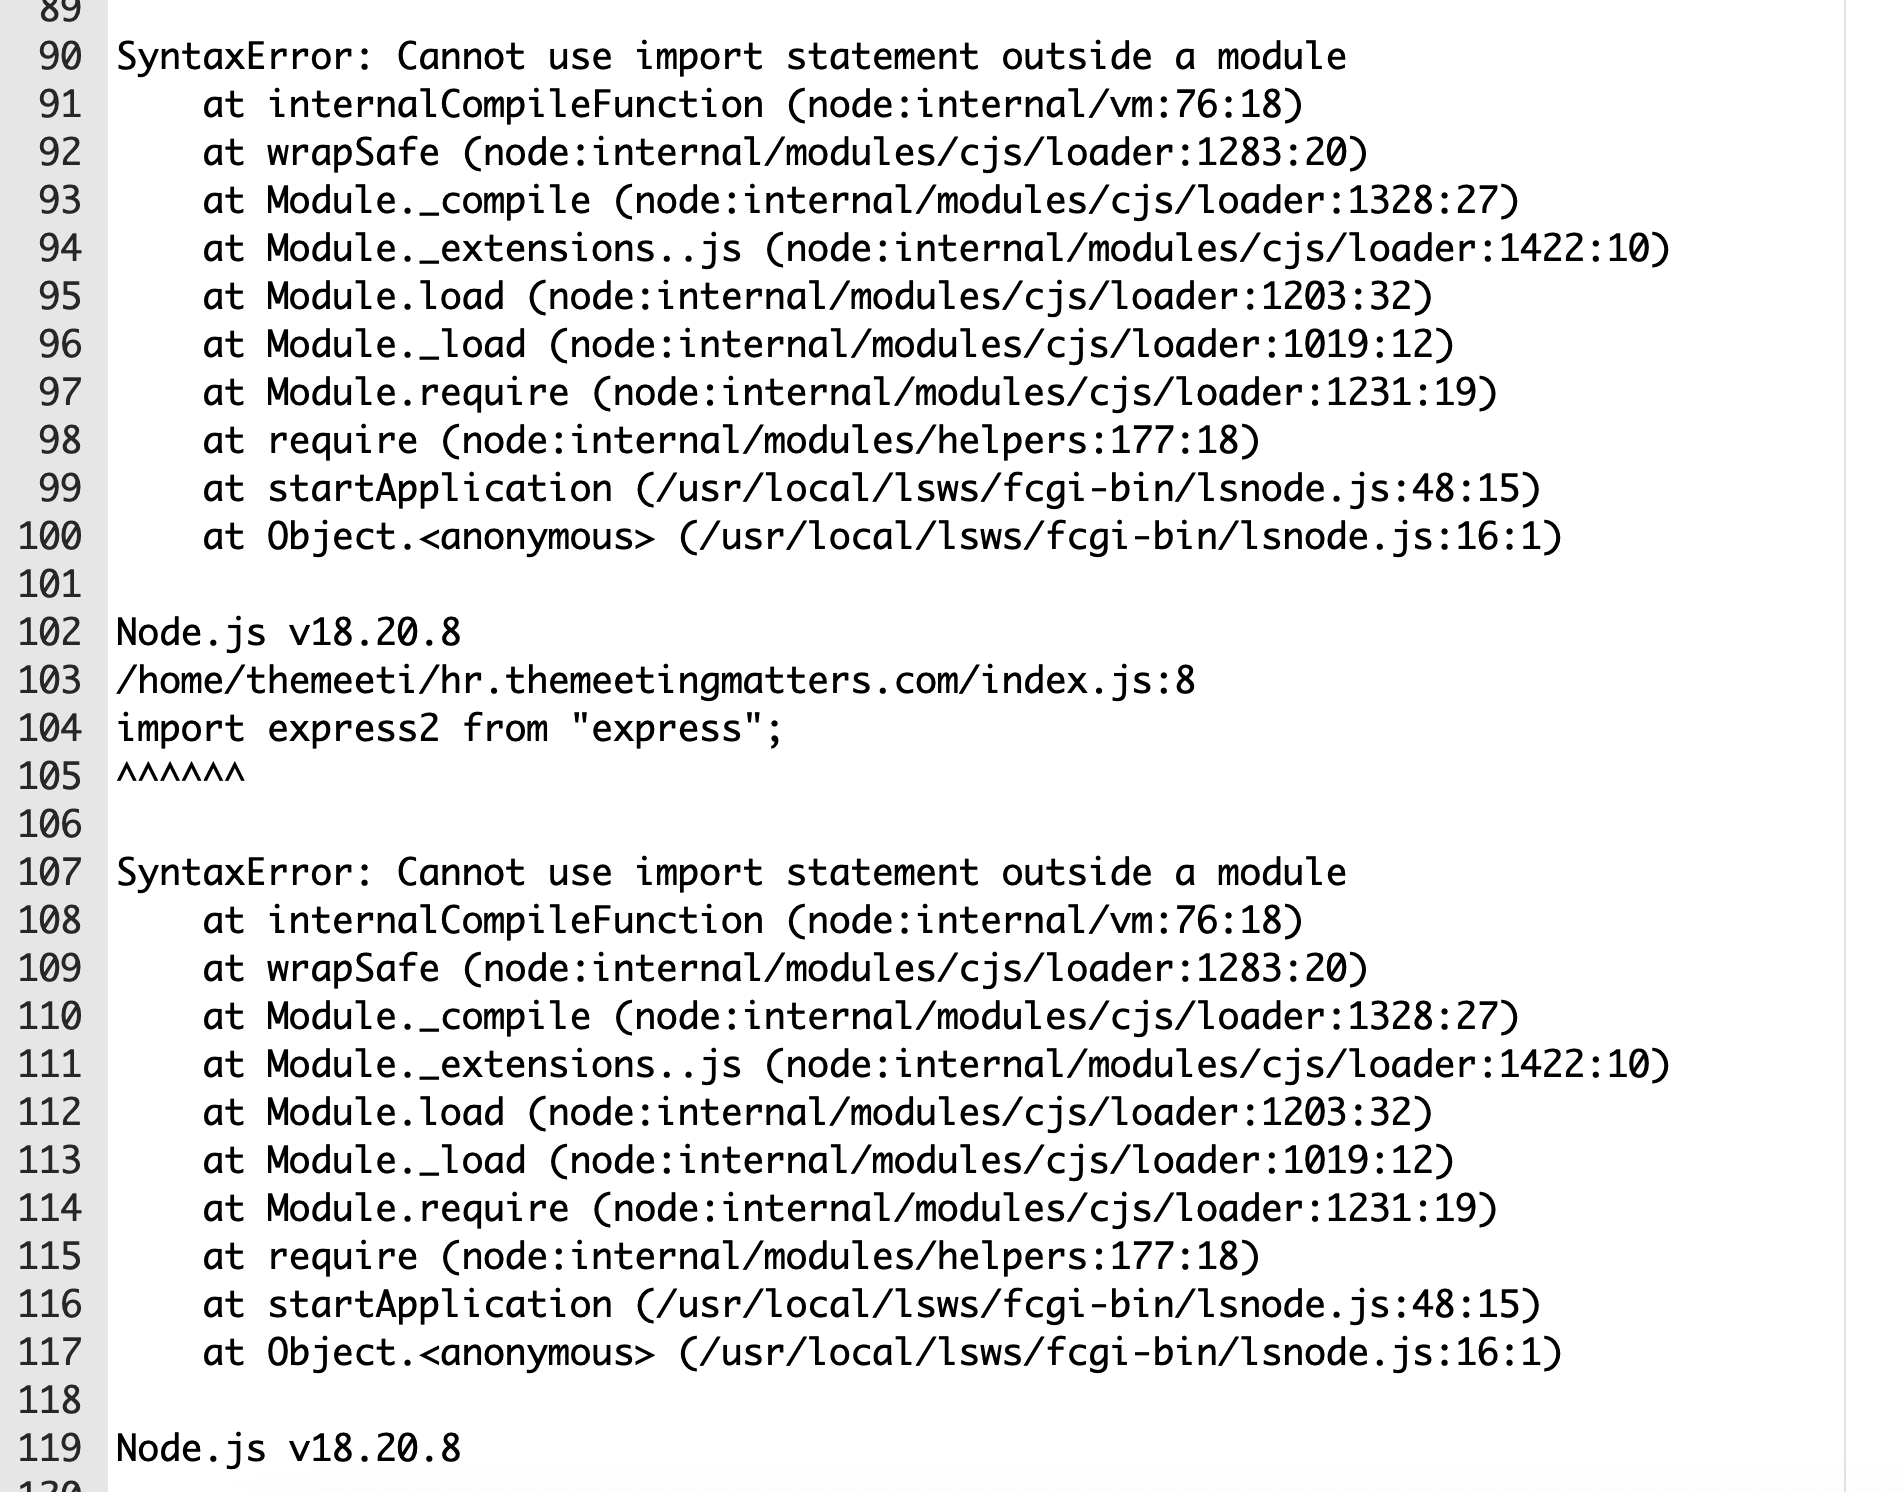 89
90 SyntaxError: Cannot use import statement outside a module
91     at internalCompileFunction (node:internal/vm:76:18)
92     at wrapSafe (node:internal/modules/cjs/loader:1283:20)
93     at Module._compile (node:internal/modules/cjs/loader:1328:27)
94     at Module._extensions..js (node:internal/modules/cjs/loader:1422:10)
95     at Module.load (node:internal/modules/cjs/loader:1203:32)
96     at Module._load (node:internal/modules/cjs/loader:1019:12)
97     at Module.require (node:internal/modules/cjs/loader:1231:19)
98     at require (node:internal/modules/helpers:177:18)
99     at startApplication (/usr/local/lsws/fcgi-bin/lsnode.js:48:15)
100     at Object.<anonymous> (/usr/local/lsws/fcgi-bin/lsnode.js:16:1)
101
102 Node.js v18.20.8
103 /home/themeeti/hr.themeetingmatters.com/index.js:8
104 import express2 from "express";
105 ^^^^^^
106
107 SyntaxError: Cannot use import statement outside a module
108     at internalCompileFunction (node:internal/vm:76:18)
109     at wrapSafe (node:internal/modules/cjs/loader:1283:20)
110     at Module._compile (node:internal/modules/cjs/loader:1328:27)
111     at Module._extensions..js (node:internal/modules/cjs/loader:1422:10)
112     at Module.load (node:internal/modules/cjs/loader:1203:32)
113     at Module._load (node:internal/modules/cjs/loader:1019:12)
114     at Module.require (node:internal/modules/cjs/loader:1231:19)
115     at require (node:internal/modules/helpers:177:18)
116     at startApplication (/usr/local/lsws/fcgi-bin/lsnode.js:48:15)
117     at Object.<anonymous> (/usr/local/lsws/fcgi-bin/lsnode.js:16:1)
118
119 Node.js v18.20.8
120